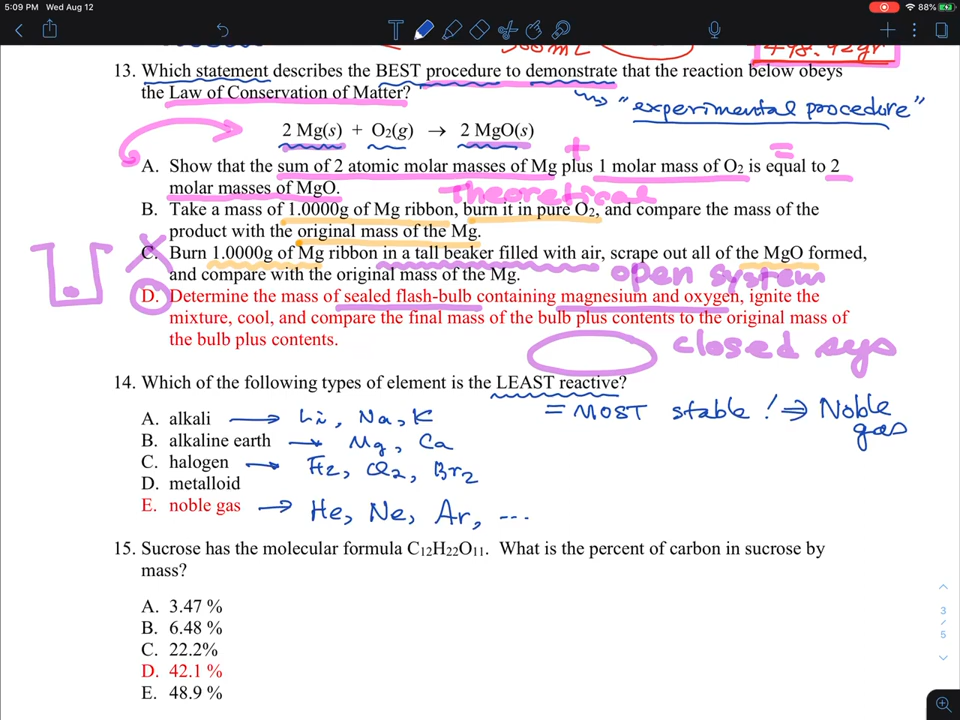 5:09 PM Wed Aug 12
88%
498.92gr
13. Which statement describes the BEST procedure to demonstrate that the reaction below obeys
the Law of Conservation of Matter?
"experimental procedure"
2 Mg(s) + O2(g) → 2 MgO(s)
+ =
A. Show that the sum of 2 atomic molar masses of Mg plus 1 molar mass of O2 is equal to 2
molar masses of MgO.
Theoretical
B. Take a mass of 1.0000g of Mg ribbon, burn it in pure O2, and compare the mass of the
product with the original mass of the Mg.
C. Burn 1.0000g of Mg ribbon in a tall beaker filled with air, scrape out all of the MgO formed,
and compare with the original mass of the Mg.
open system
D. Determine the mass of sealed flash-bulb containing magnesium and oxygen, ignite the
mixture, cool, and compare the final mass of the bulb plus contents to the original mass of
the bulb plus contents.
closed sys
14. Which of the following types of element is the LEAST reactive?
= MOST stable! ⇒ Noble
gas
A. alkali → Li, Na, K
B. alkaline earth → Mg, Ca
C. halogen → F2, Cl2, Br2
D. metalloid
E. noble gas → He, Ne, Ar, ...
15. Sucrose has the molecular formula C12H22O11. What is the percent of carbon in sucrose by
mass?
A. 3.47 %
B. 6.48 %
C. 22.2%
D. 42.1 %
E. 48.9 %
3
/
5